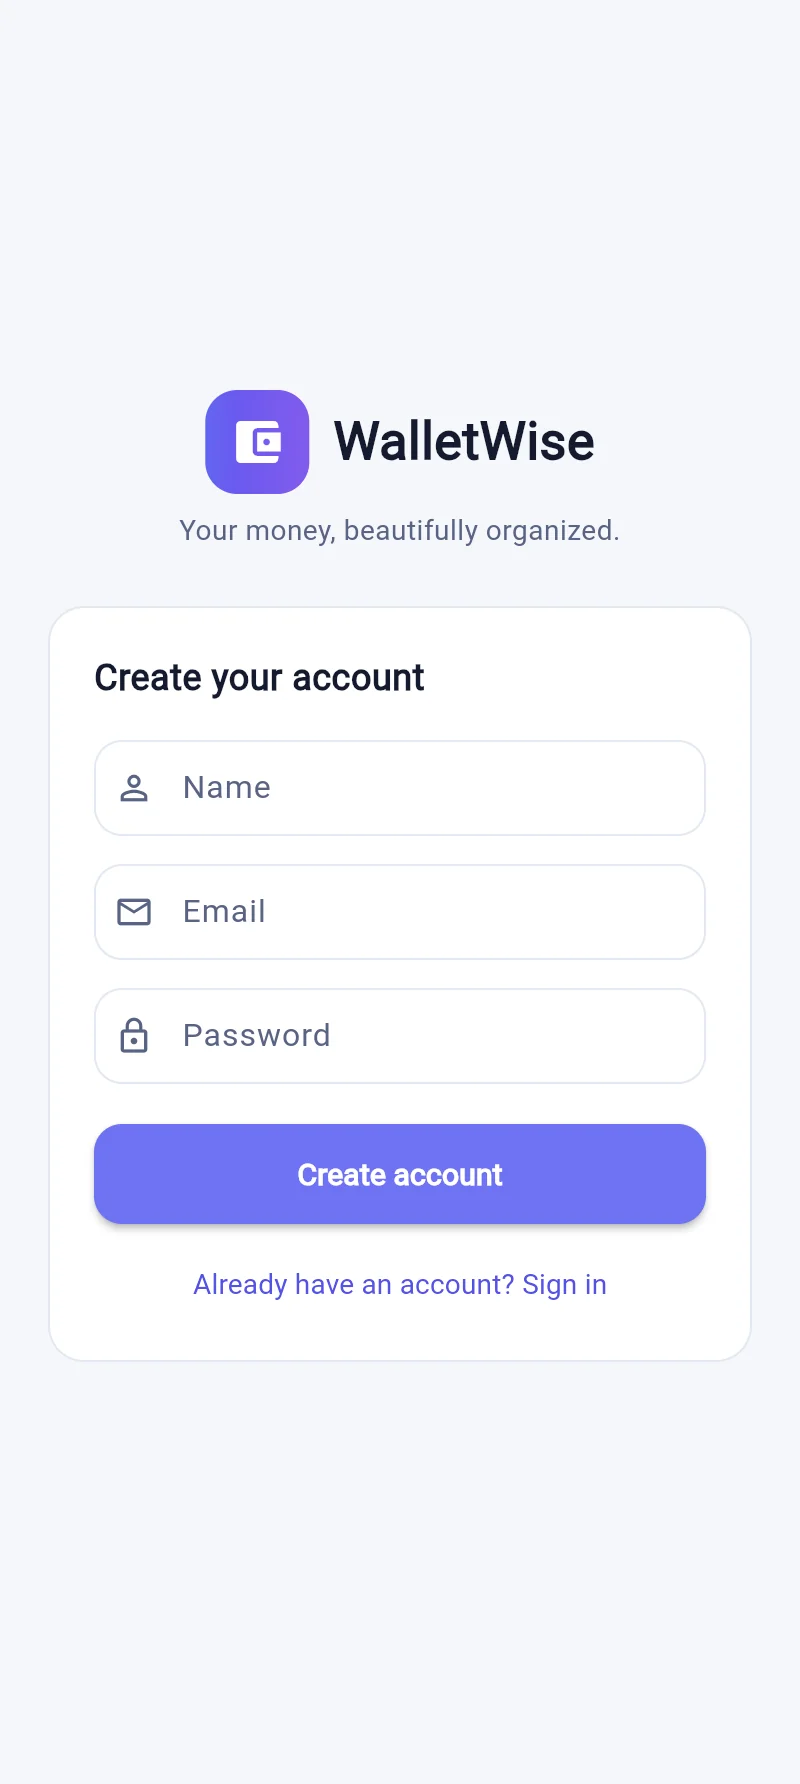 WalletWise
Your money, beautifully organized.
Create your account
Name
Email
Password
Create account
Already have an account? Sign in